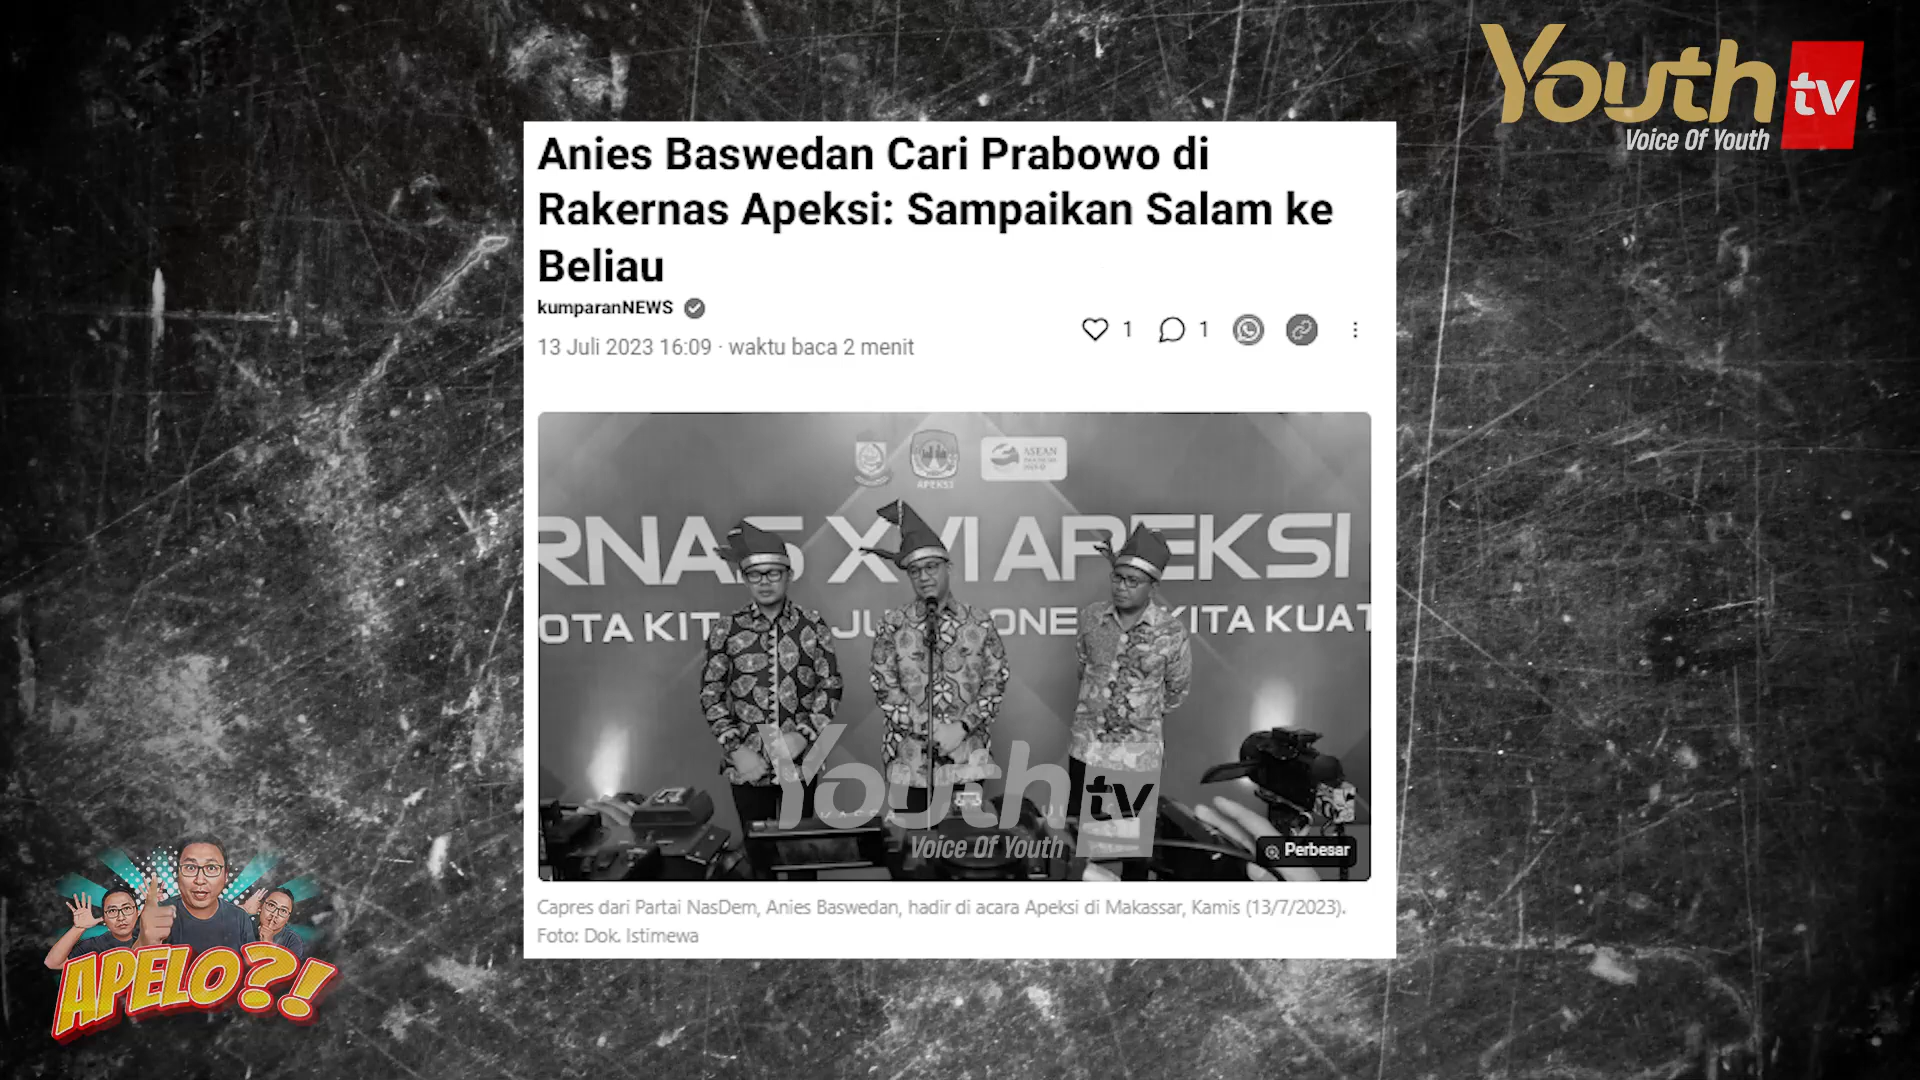 Youth tv
Voice Of Youth
Anies Baswedan Cari Prabowo di
Rakernas Apeksi: Sampaikan Salam ke
Beliau
kumparanNEWS
13 Juli 2023 16:09 · waktu baca 2 menit
1 1
APEKSI
ASEAN
RNAS XVI APEKSI
OTA KIT JU ONE KITA KUAT
Youth tv
Voice Of Youth
Perbesar
Capres dari Partai NasDem, Anies Baswedan, hadir di acara Apeksi di Makassar, Kamis (13/7/2023).
Foto: Dok. Istimewa
APELO?!